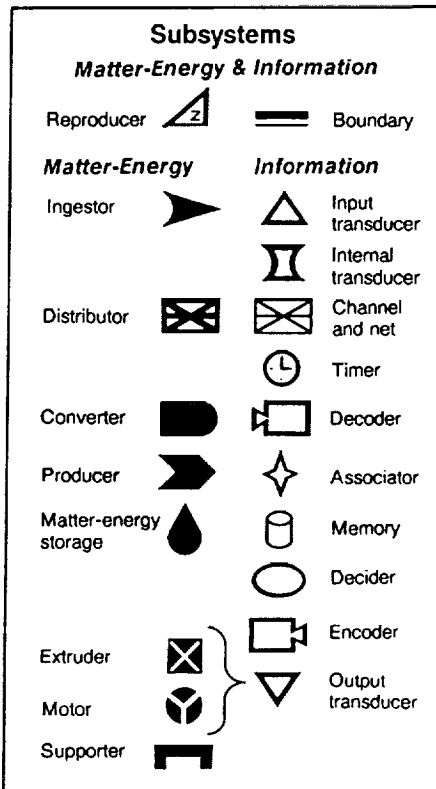 Subsystems
Matter-Energy & Information
Reproducer Z Boundary
Matter-Energy Information
Ingestor Input
transducer
Internal
transducer
Distributor Channel
and net
Timer
Converter Decoder
Producer Associator
Matter-energy
storage Memory
Decider
Encoder
Extruder
Output
transducer
Motor
Supporter